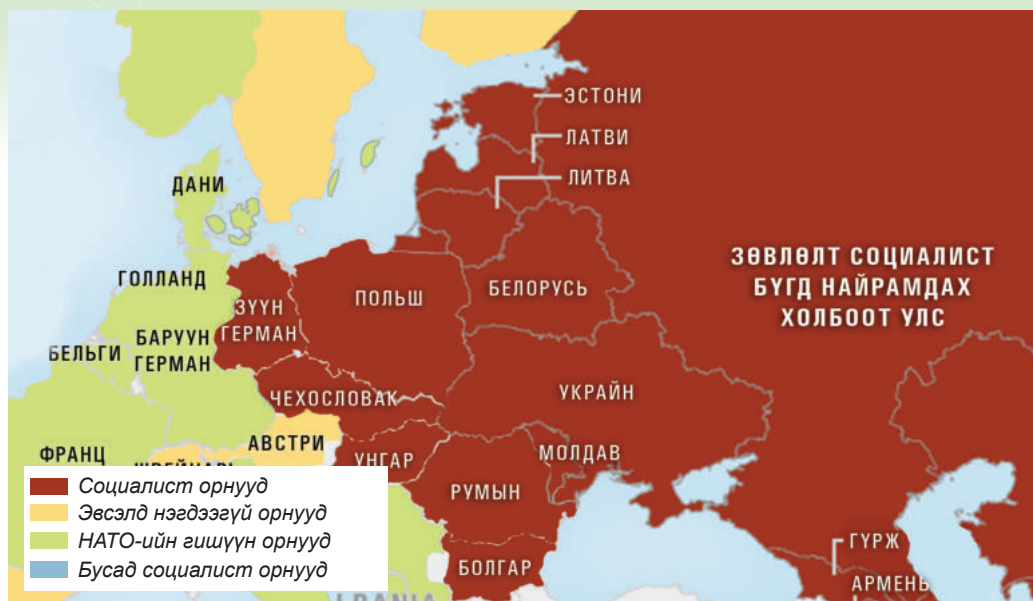 ЭСТОНИ
ЛАТВИ
ЛИТВА
ДАНИ
ЗӨВЛӨЛТ СОЦИАЛИСТ
БҮГД НАЙРАМДАХ
ХОЛБООТ УЛС
ГОЛЛАНД
ЗҮҮН
ГЕРМАН
ПОЛЬШ
БЕЛОРУСЬ
БЕЛЬГИ
БАРУУН
ГЕРМАН
ЧЕХОСЛОВАК
УКРАЙН
АВСТРИ
ФРАНЦ
УНГАР
МОЛДАВ
РУМЫН
БОЛГАР
ГҮРЖ
АРМЕНЬ
Социалист орнууд
Эвсэлд нэгдээгүй орнууд
НАТО-ийн гишүүн орнууд
Бусад социалист орнууд